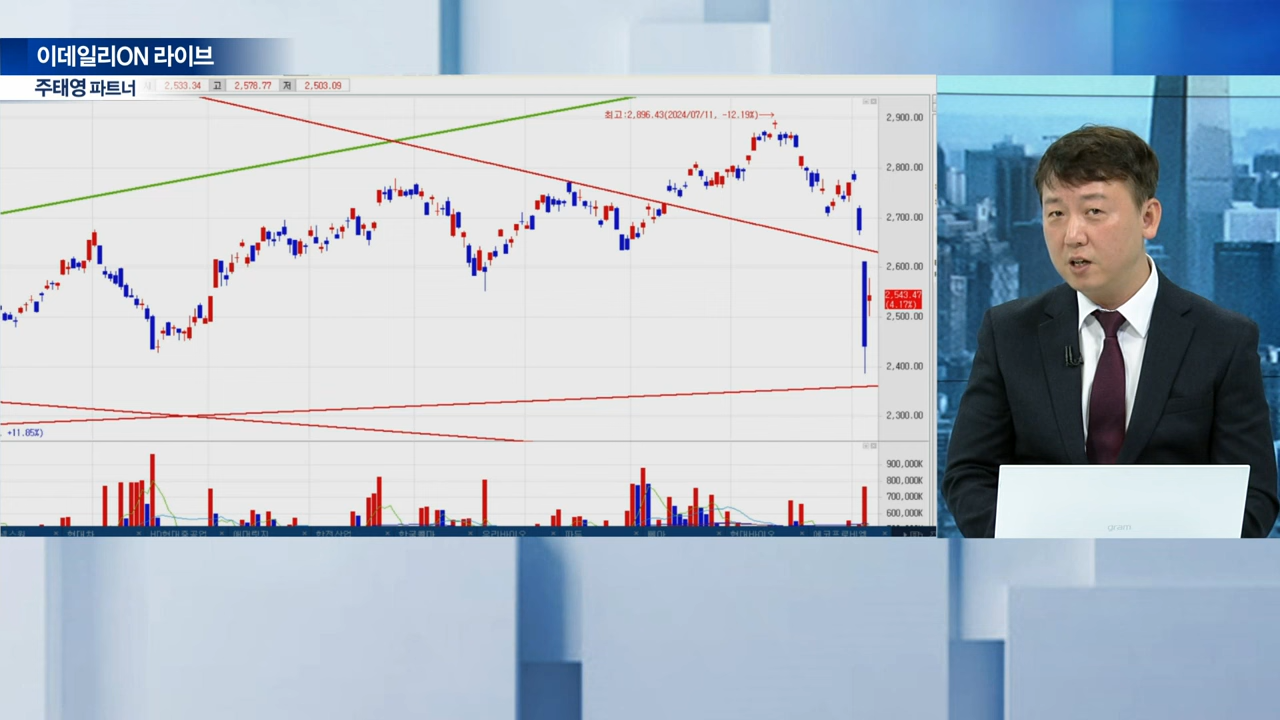 이데일리ON 라이브
주태영 파트너
2,533.34 고 2,578.77 저 2,503.09
최고:2,896.43(2024/07/11, -12.19%)→
2,900.00
2,800.00
2,700.00
2,600.00
2,543.47
(4.17%)
2,500.00
2,400.00
2,300.00
+11.85%)
900,000K
800,000K
700,000K
600,000K
gram